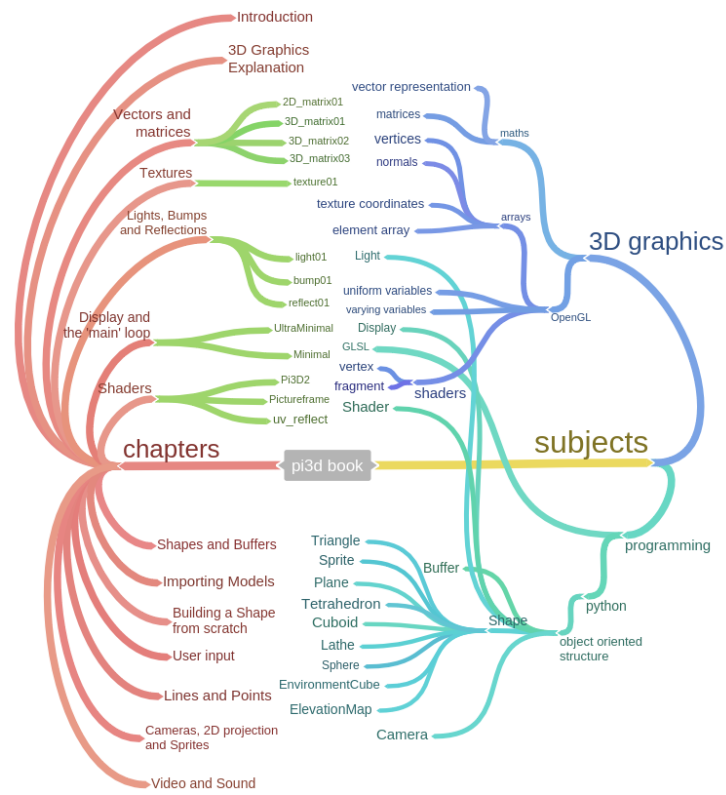 Introduction
3D Graphics
Explanation
Vectors and
matrices
2D_matrix01
3D_matrix01
3D_matrix02
3D_matrix03
Textures
texture01
Lights, Bumps
and Reflections
light01
bump01
reflect01
Display and
the 'main' loop
UltraMinimal
Minimal
Shaders
Pi3D2
Pictureframe
uv_reflect
chapters
pi3d book
Shapes and Buffers
Importing Models
Building a Shape
from scratch
User input
Lines and Points
Cameras, 2D projection
and Sprites
Video and Sound
subjects
3D graphics
maths
vector representation
matrices
OpenGL
arrays
vertices
normals
texture coordinates
element array
uniform variables
varying variables
shaders
vertex
fragment
programming
GLSL
python
object oriented
structure
Light
Display
Shader
Buffer
Shape
Triangle
Sprite
Plane
Tetrahedron
Cuboid
Lathe
Sphere
EnvironmentCube
ElevationMap
Camera